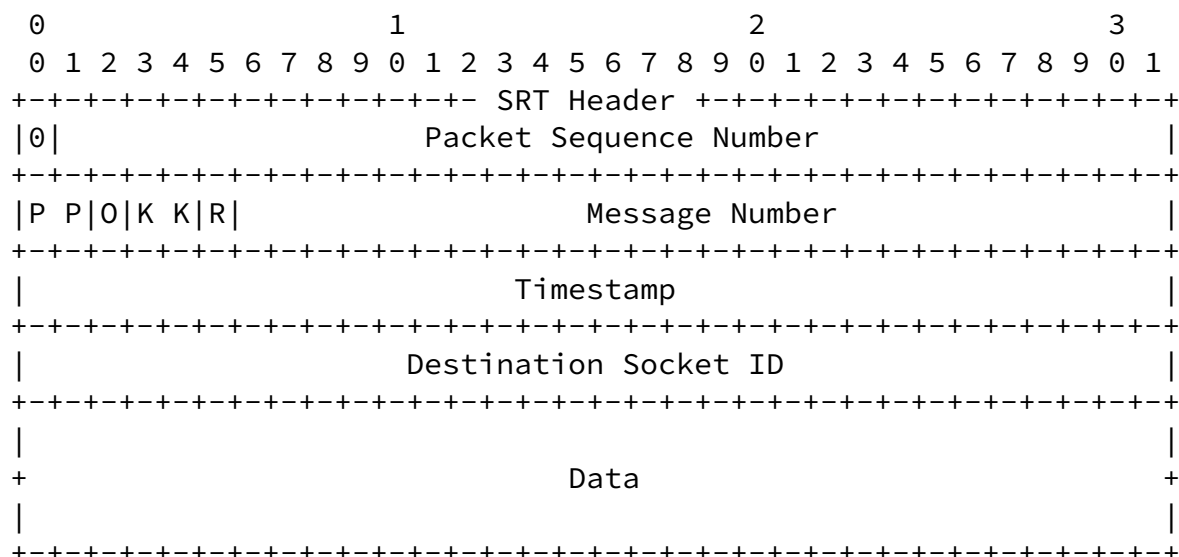 0                   1                   2                   3
 0 1 2 3 4 5 6 7 8 9 0 1 2 3 4 5 6 7 8 9 0 1 2 3 4 5 6 7 8 9 0 1
+-+-+-+-+-+-+-+-+-+-+-+-+- SRT Header +-+-+-+-+-+-+-+-+-+-+-+-+-+
|0|                    Packet Sequence Number                   |
+-+-+-+-+-+-+-+-+-+-+-+-+-+-+-+-+-+-+-+-+-+-+-+-+-+-+-+-+-+-+-+-+
|P P|O|K K|R|                   Message Number                  |
+-+-+-+-+-+-+-+-+-+-+-+-+-+-+-+-+-+-+-+-+-+-+-+-+-+-+-+-+-+-+-+-+
|                           Timestamp                           |
+-+-+-+-+-+-+-+-+-+-+-+-+-+-+-+-+-+-+-+-+-+-+-+-+-+-+-+-+-+-+-+-+
|                     Destination Socket ID                     |
+-+-+-+-+-+-+-+-+-+-+-+-+-+-+-+-+-+-+-+-+-+-+-+-+-+-+-+-+-+-+-+-+
|                                                               |
+                              Data                             +
|                                                               |
+-+-+-+-+-+-+-+-+-+-+-+-+-+-+-+-+-+-+-+-+-+-+-+-+-+-+-+-+-+-+-+-+